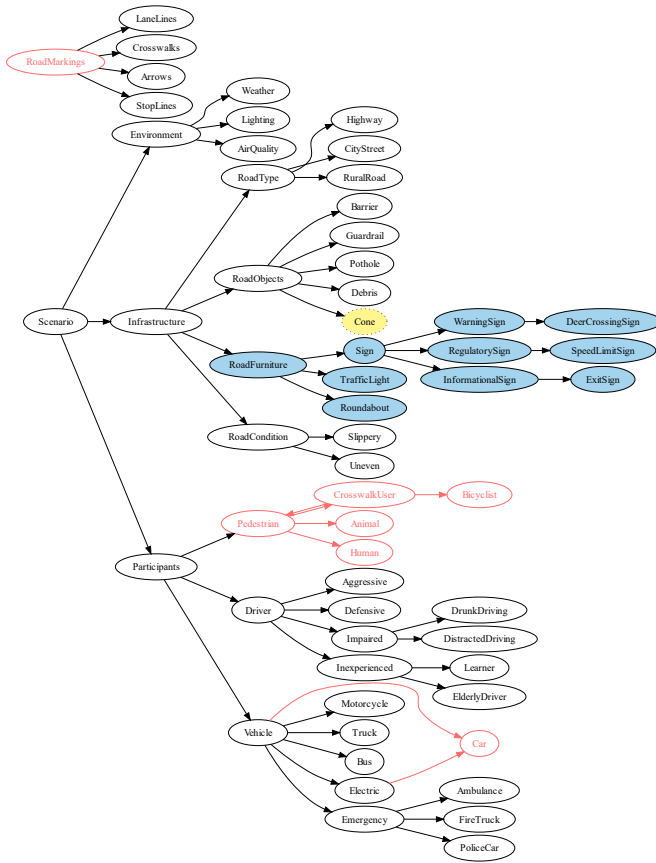 LaneLines
Crosswalks
RoadMarkings
Arrows
StopLines
Weather
Environment
Lighting
AirQuality
Highway
CityStreet
RoadType
RuralRoad
Barrier
Guardrail
RoadObjects
Pothole
Debris
Scenario
Infrastructure
Cone
WarningSign
DeerCrossingSign
Sign
RegulatorySign
SpeedLimitSign
RoadFurniture
TrafficLight
InformationalSign
ExitSign
Roundabout
RoadCondition
Slippery
Uneven
CrosswalkUser
Bicyclist
Pedestrian
Animal
Human
Participants
Aggressive
Driver
Defensive
DrunkDriving
Impaired
DistractedDriving
Inexperienced
Learner
ElderlyDriver
Motorcycle
Vehicle
Truck
Car
Bus
Electric
Ambulance
Emergency
FireTruck
PoliceCar